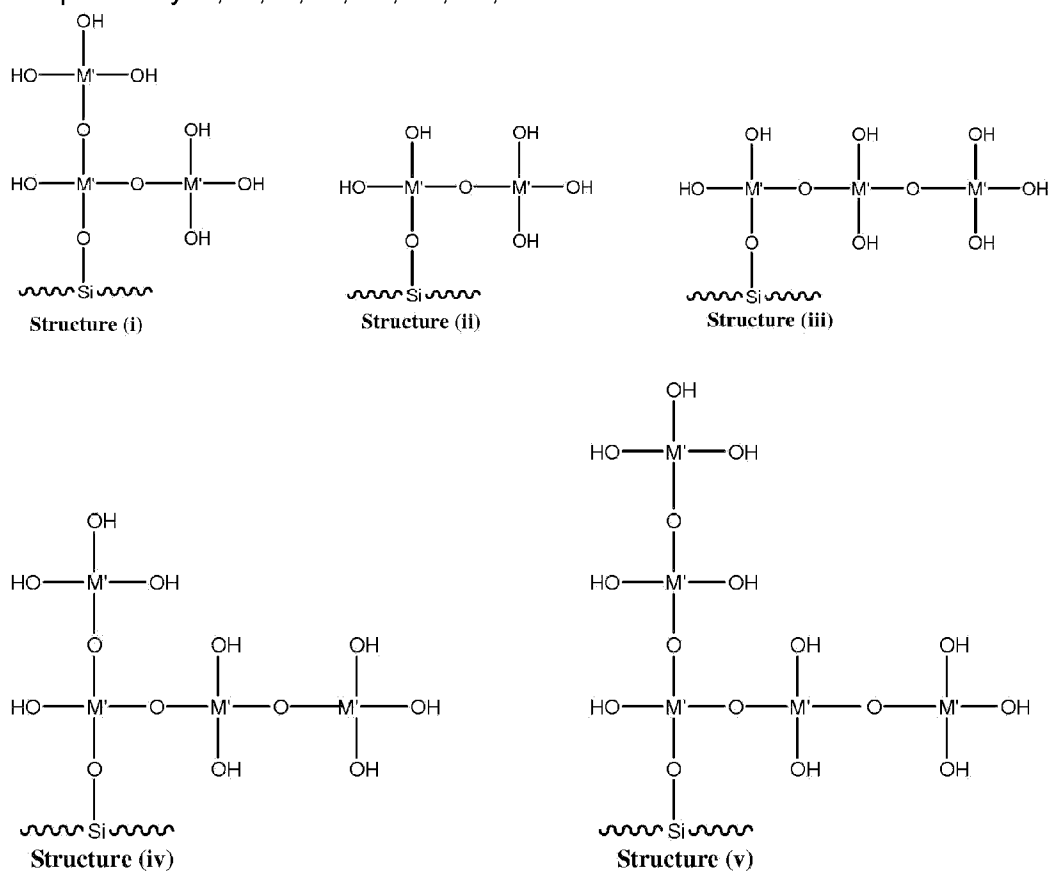 OH
HO M' OH
O OH
HO M' O M' OH
O OH
Si
Structure (i)
OH OH
HO M' O M' OH
O OH
Si
Structure (ii)
OH OH OH
HO M' O M' O M' OH
O OH OH
Si
Structure (iii)
OH
HO M' OH
O OH OH
HO M' O M' O M' OH
O OH OH
Si
Structure (iv)
OH
HO M' OH
O
HO M' OH
O OH OH
HO M' O M' O M' OH
O OH OH
Si
Structure (v)